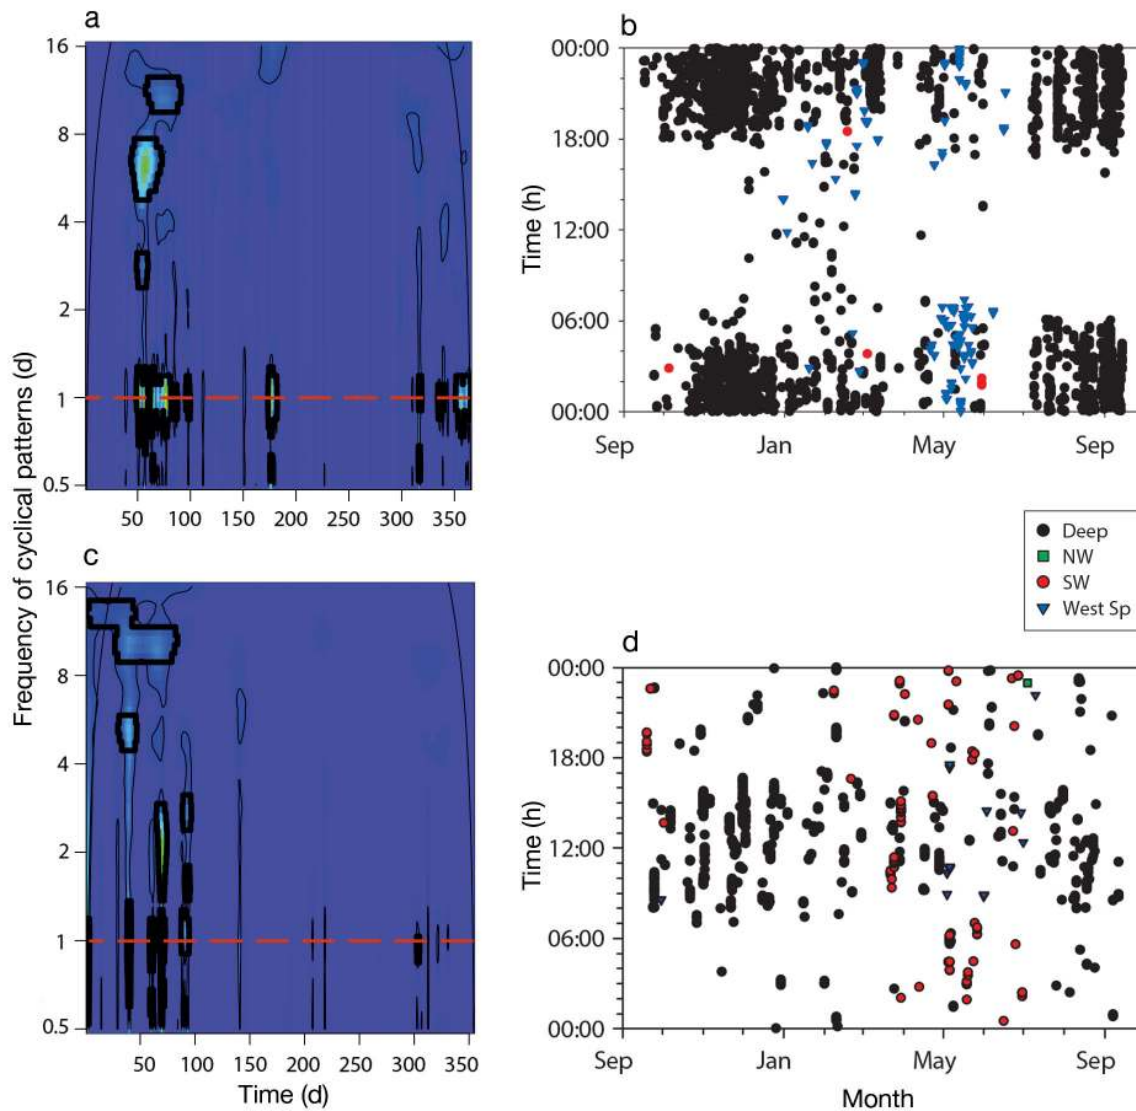 a
16
8
4
2
1
0.5
50
100
150
200
250
300
350
b
00:00
18:00
12:00
06:00
00:00
Time (h)
Sep
Jan
May
Sep
Frequency of cyclical patterns (d)
Deep
NW
SW
West Sp
c
16
8
4
2
1
0.5
50
100
150
200
250
300
350
Time (d)
d
00:00
18:00
12:00
06:00
00:00
Time (h)
Sep
Jan
May
Sep
Month